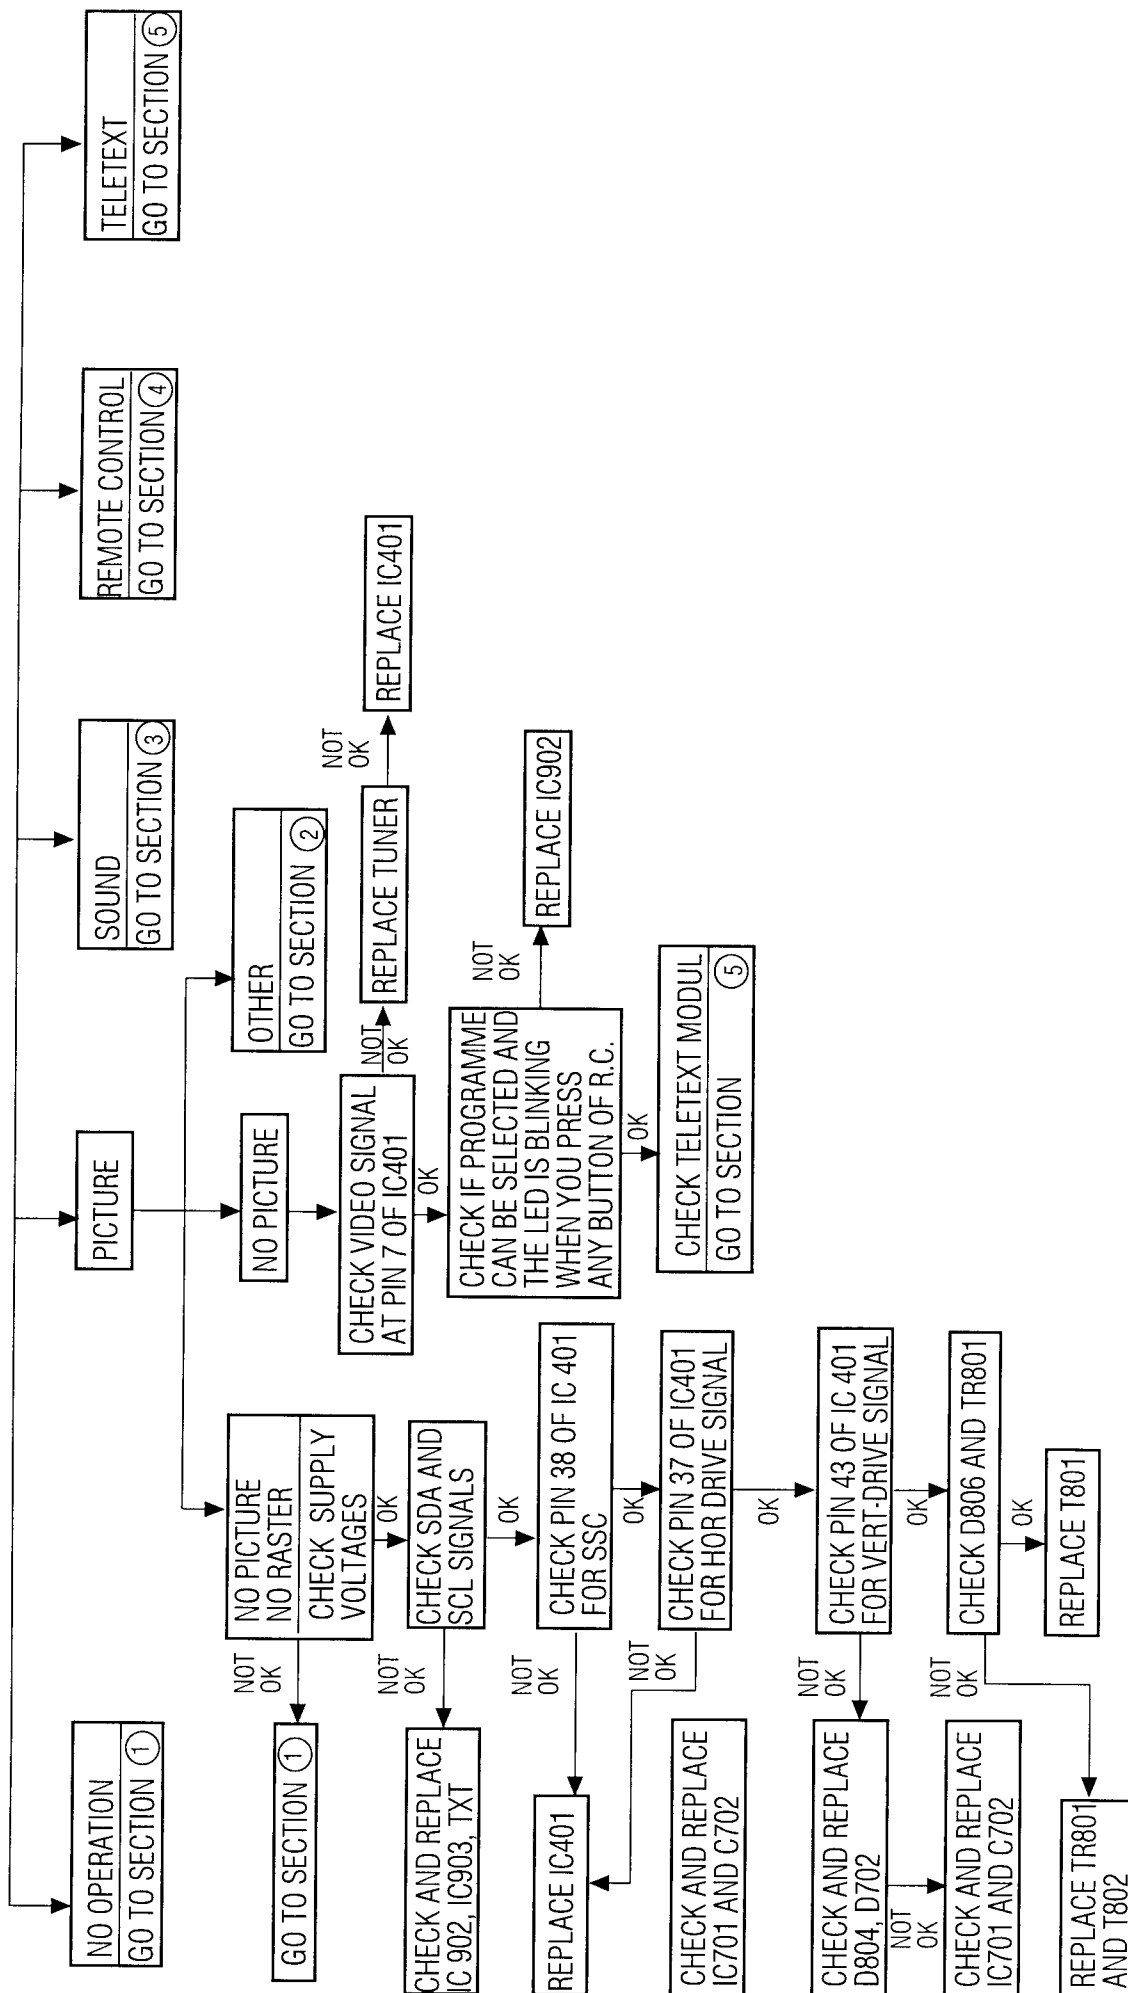 NO OPERATION
GO TO SECTION 1
PICTURE
SOUND
GO TO SECTION 3
REMOTE CONTROL
GO TO SECTION 4
TELETEXT
GO TO SECTION 5
NO PICTURE
NO RASTER
CHECK SUPPLY
VOLTAGES
NO PICTURE
OTHER
GO TO SECTION 2
NOT
OK
GO TO SECTION 1
OK
CHECK SDA AND
SCL SIGNALS
NOT
OK
CHECK AND REPLACE
IC 902, IC903, TXT
OK
CHECK PIN 38 OF IC 401
FOR SSC
NOT
OK
REPLACE IC401
OK
CHECK PIN 37 OF IC401
FOR HOR DRIVE SIGNAL
NOT
OK
CHECK AND REPLACE
IC701 AND C702
OK
CHECK PIN 43 OF IC 401
FOR VERT-DRIVE SIGNAL
NOT
OK
CHECK AND REPLACE
D804, D702
NOT
OK
CHECK AND REPLACE
IC701 AND C702
OK
CHECK D806 AND TR801
NOT
OK
REPLACE TR801
AND T802
OK
REPLACE T801
CHECK VIDEO SIGNAL
AT PIN 7 OF IC401
NOT
OK
REPLACE TUNER
NOT
OK
REPLACE IC401
OK
CHECK IF PROGRAMME
CAN BE SELECTED AND
THE LED IS BLINKING
WHEN YOU PRESS
ANY BUTTON OF R.C.
NOT
OK
REPLACE IC902
OK
CHECK TELETEXT MODUL
GO TO SECTION 5